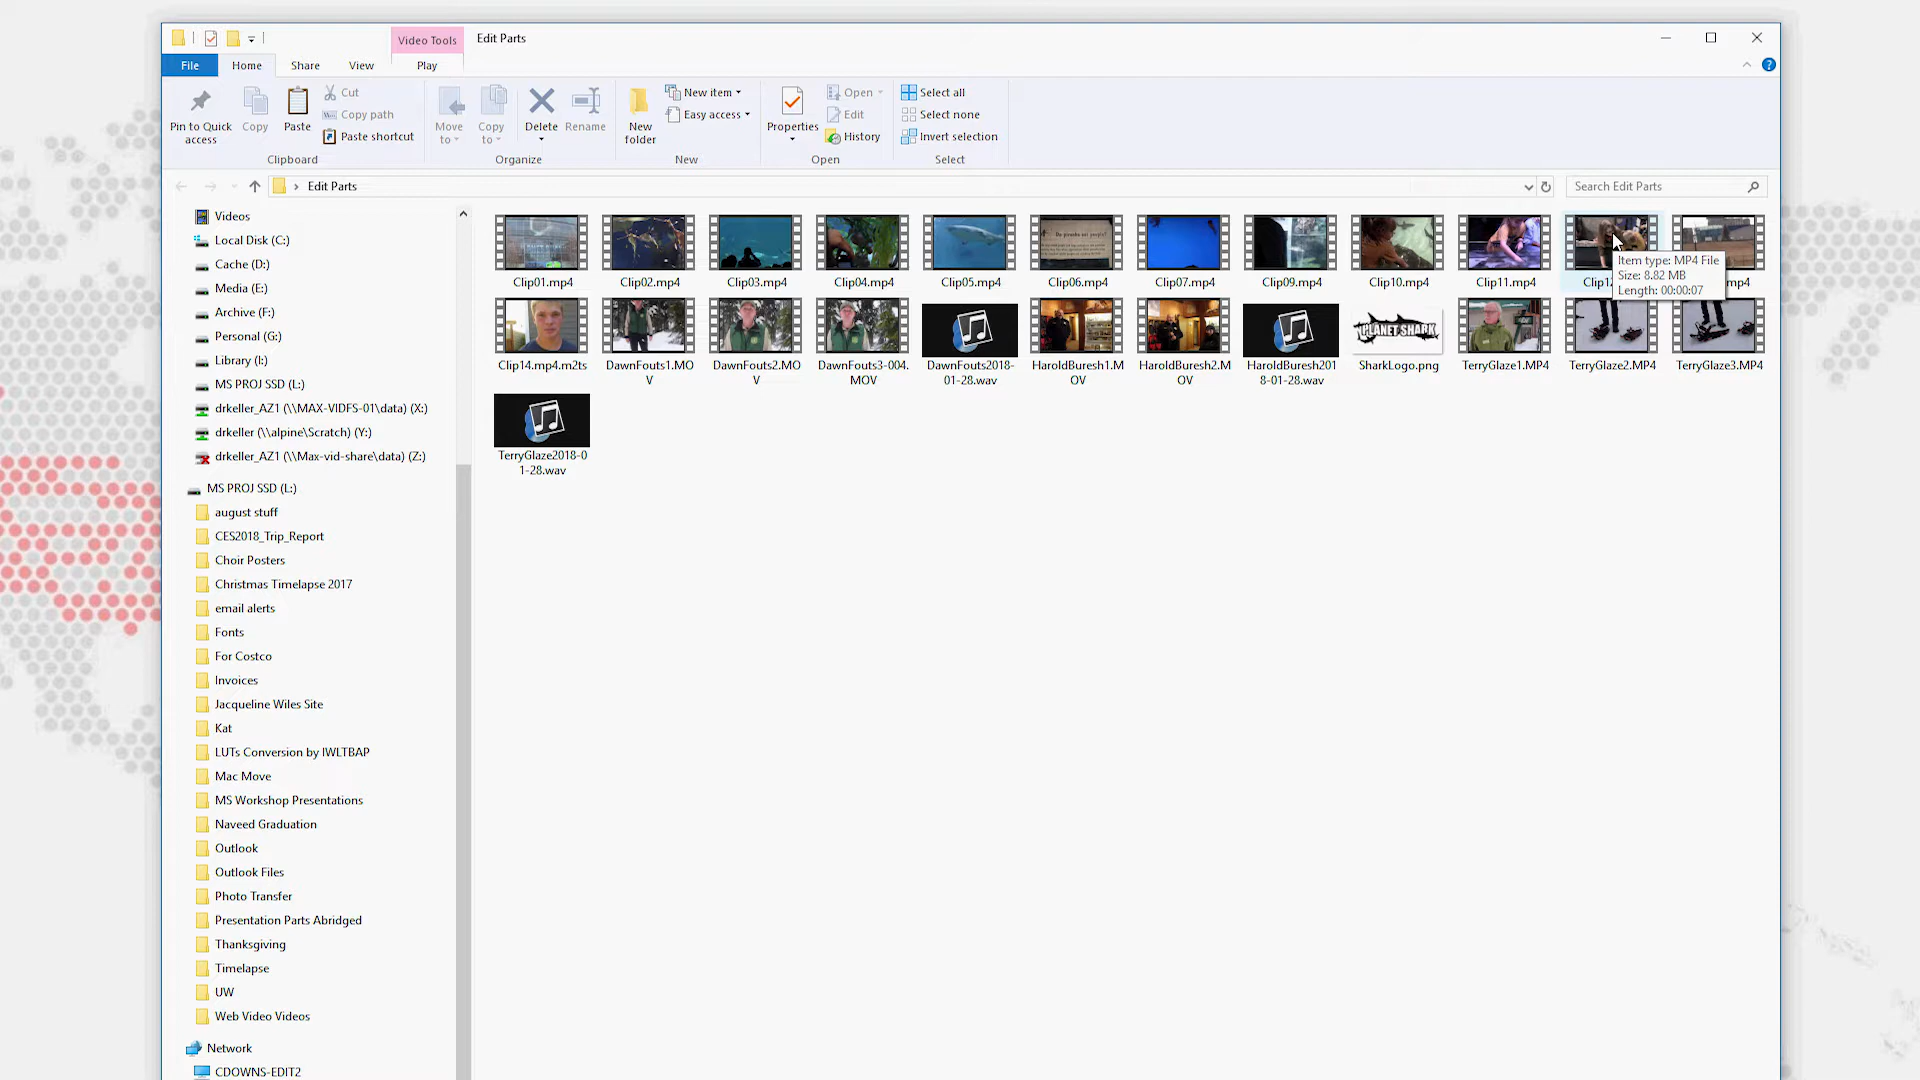 Video Tools
Edit Parts
File
Home
Share
View
Play
Pin to Quick
access
Copy
Paste
Cut
Copy path
Paste shortcut
Clipboard
Move
to
Copy
to
Delete
Rename
Organize
New
folder
New item
Easy access
New
Properties
Open
Edit
History
Open
Select all
Select none
Invert selection
Select
Edit Parts
Search Edit Parts
Videos
Local Disk (C:)
Cache (D:)
Media (E:)
Archive (F:)
Personal (G:)
Library (I:)
MS PROJ SSD (L:)
drkeller_AZ1 (\\MAX-VIDFS-01\data) (X:)
drkeller (\\alpine\Scratch) (Y:)
drkeller_AZ1 (\\Max-vid-share\data) (Z:)
MS PROJ SSD (L:)
august stuff
CES2018_Trip_Report
Choir Posters
Christmas Timelapse 2017
email alerts
Fonts
For Costco
Invoices
Jacqueline Wiles Site
Kat
LUTs Conversion by IWLTBAP
Mac Move
MS Workshop Presentations
Naveed Graduation
Outlook
Outlook Files
Photo Transfer
Presentation Parts Abridged
Thanksgiving
Timelapse
UW
Web Video Videos
Network
CDOWNS-EDIT2
Clip01.mp4
Clip02.mp4
Clip03.mp4
Clip04.mp4
Clip05.mp4
Clip06.mp4
Clip07.mp4
Clip09.mp4
Clip10.mp4
Clip11.mp4
Item type: MP4 File
Size: 8.82 MB
Length: 00:00:07
mp4
Clip14.mp4.m2ts
DawnFouts1.MO
V
DawnFouts2.MO
V
DawnFouts3-004.
MOV
DawnFouts2018-
01-28.wav
HaroldBuresh1.M
OV
HaroldBuresh2.M
OV
HaroldBuresh201
8-01-28.wav
PLANET SHARK
SharkLogo.png
TerryGlaze1.MP4
TerryGlaze2.MP4
TerryGlaze3.MP4
TerryGlaze2018-0
1-28.wav